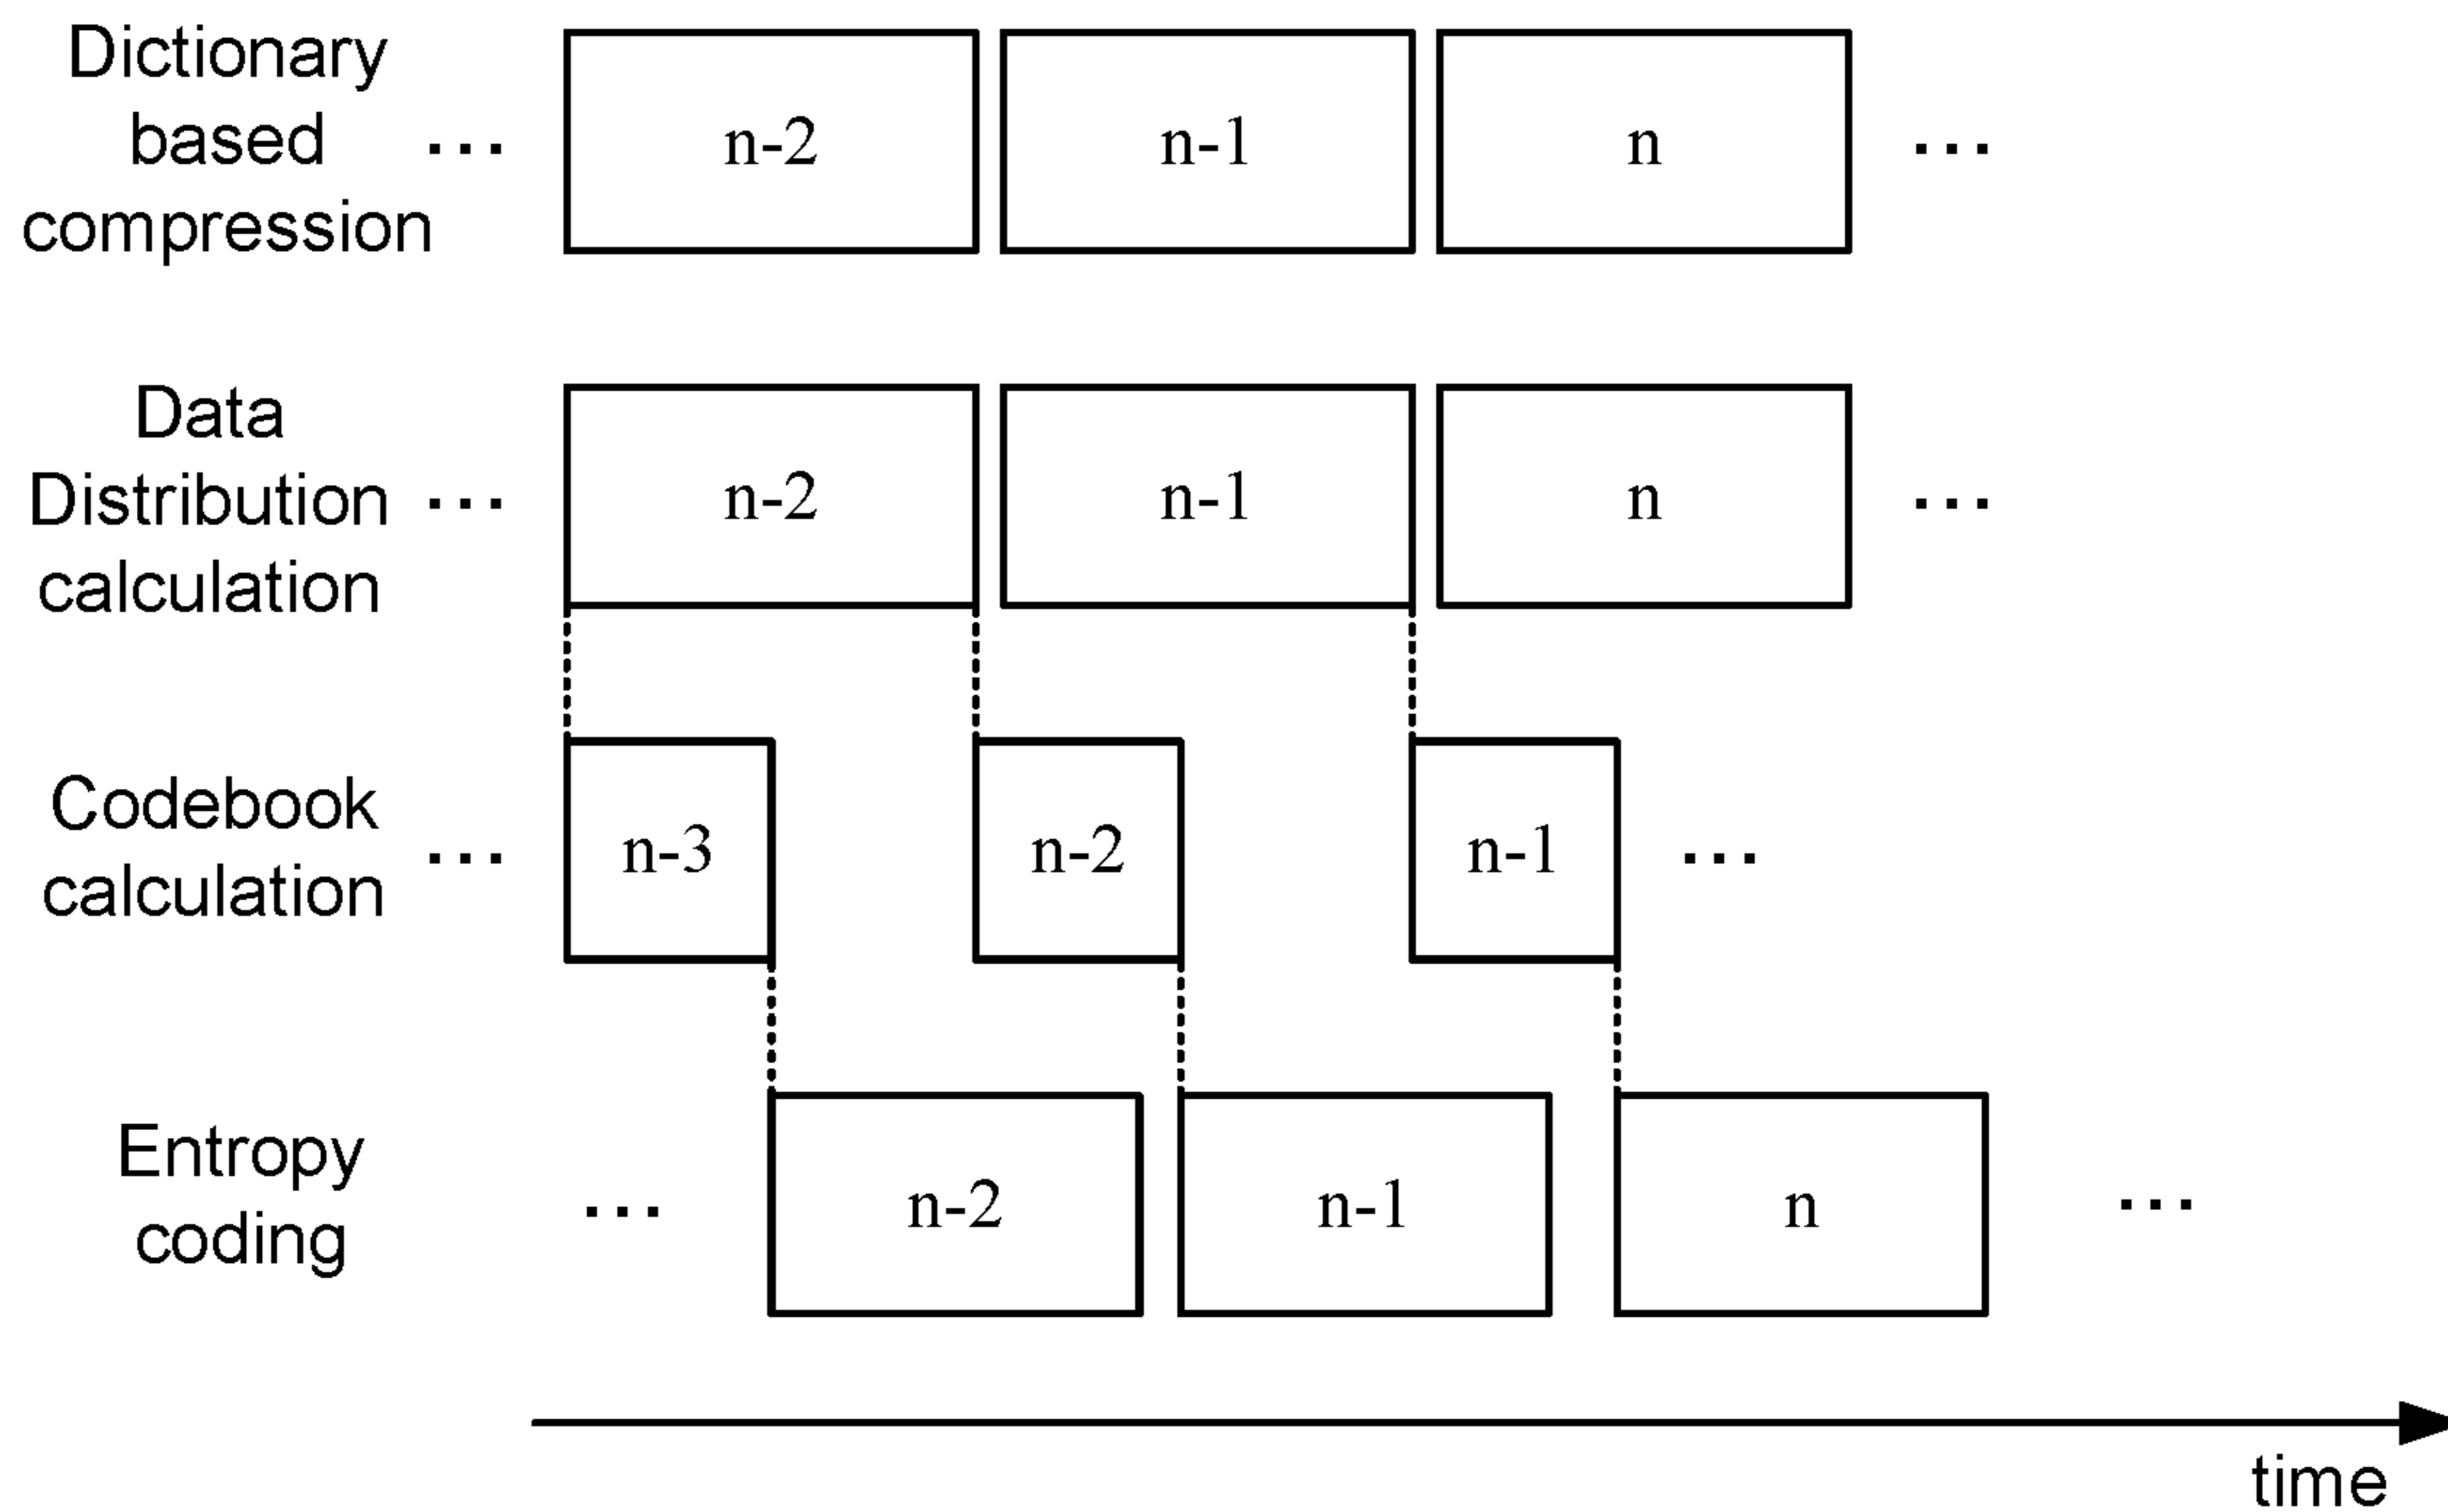 Dictionary
based
compression
... n-2 n-1 n ...
Data
Distribution
calculation
... n-2 n-1 n ...
Codebook
calculation
... n-3 n-2 n-1 ...
Entropy
coding
... n-2 n-1 n ...
time